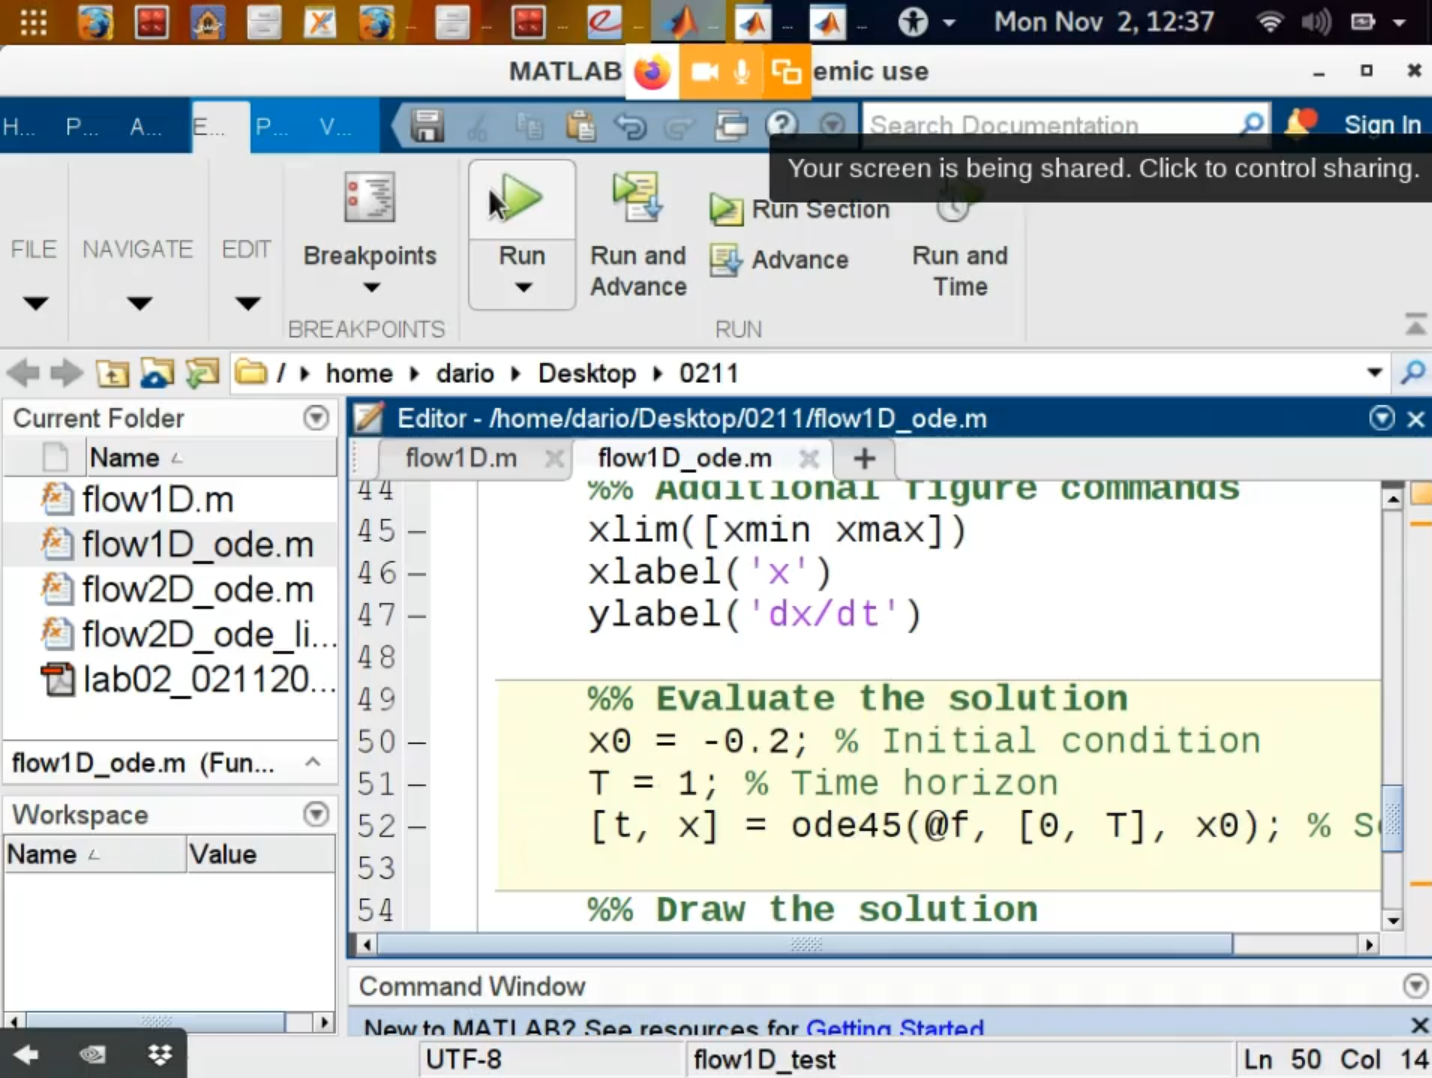 Mon Nov 2, 12:37
MATLAB emic use
H... P... A... E... P... V... Search Documentation Sign In
Your screen is being shared. Click to control sharing.
FILE NAVIGATE EDIT Breakpoints Run Run and Advance Run Section Advance Run and Time
BREAKPOINTS RUN
/ home dario Desktop 0211
Current Folder
Name
flow1D.m
flow1D_ode.m
flow2D_ode.m
flow2D_ode_li...
lab02_021120...
flow1D_ode.m (Fun...
Workspace
Name Value
Editor - /home/dario/Desktop/0211/flow1D_ode.m
flow1D.m flow1D_ode.m +
44 %% Additional figure commands
45 – xlim([xmin xmax])
46 – xlabel('x')
47 – ylabel('dx/dt')
48
49 %% Evaluate the solution
50 – x0 = -0.2; % Initial condition
51 – T = 1; % Time horizon
52 – [t, x] = ode45(@f, [0, T], x0); % S
53
54 %% Draw the solution
Command Window
New to MATLAB? See resources for Getting Started
UTF-8 flow1D_test Ln 50 Col 14